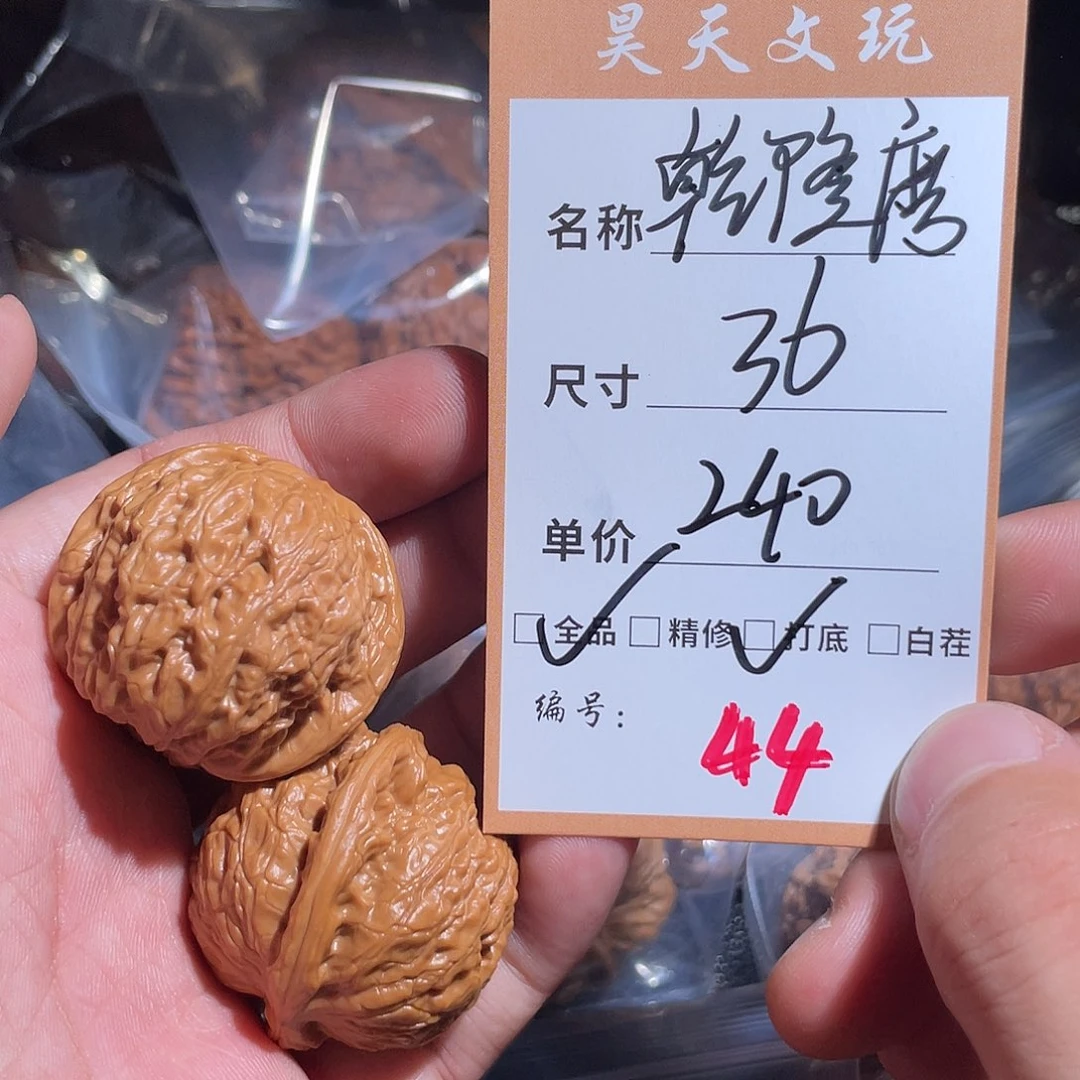 昊天文玩
名称 乾隆磨
尺寸 36
单价 240
☑全品 □精修 ☑打底 □白茬
编号: 44